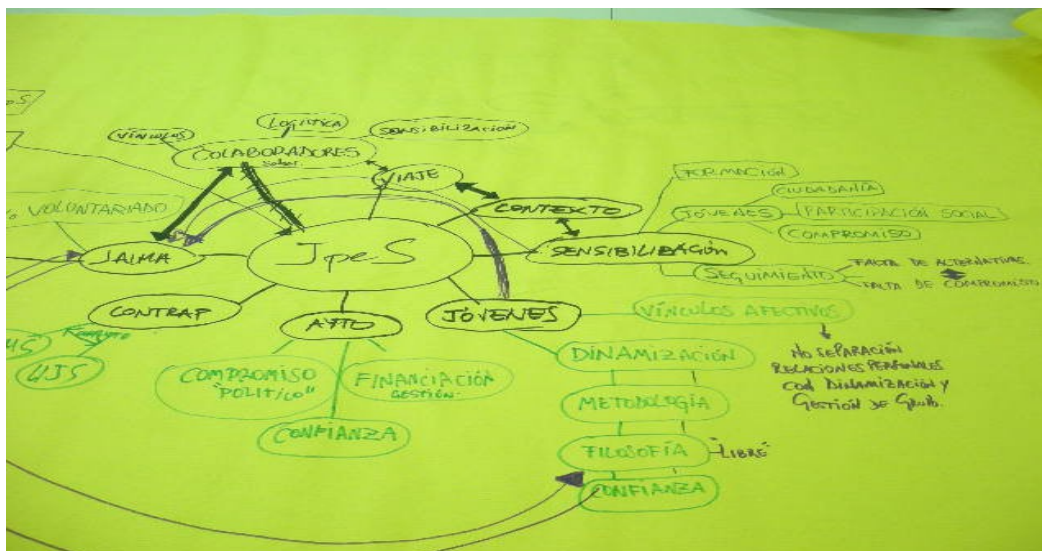 VÍNCULOS
LOGISTICA
SENSIBILIZACIÓN
COLABORADORES
VIAJE
VOLUNTARIADO
CONTEXTO
JAIMA
JpeS
SENSIBILIZACIÓN
FORMACIÓN
CIUDADANÍA
JÓVENES
PARTICIPACIÓN SOCIAL
COMPROMISO
SEGUIMIENTO
FALTA DE ALTERNATIVAS.
FALTA DE COMPROMISO
CONTRAP
AYTO
JÓVENES
VÍNCULOS AFECTIVOS
UJS
COMPROMISO
"POLITICO"
FINANCIACIÓN
GESTIÓN.
CONFIANZA
DINAMIZACIÓN
METODOLOGÍA
FILOSOFÍA
"LIBRE"
CONFIANZA
NO SEPARACIÓN
RELACIONES PERSONALES
CON DINAMIZACIÓN Y
GESTIÓN DE GRUPO.